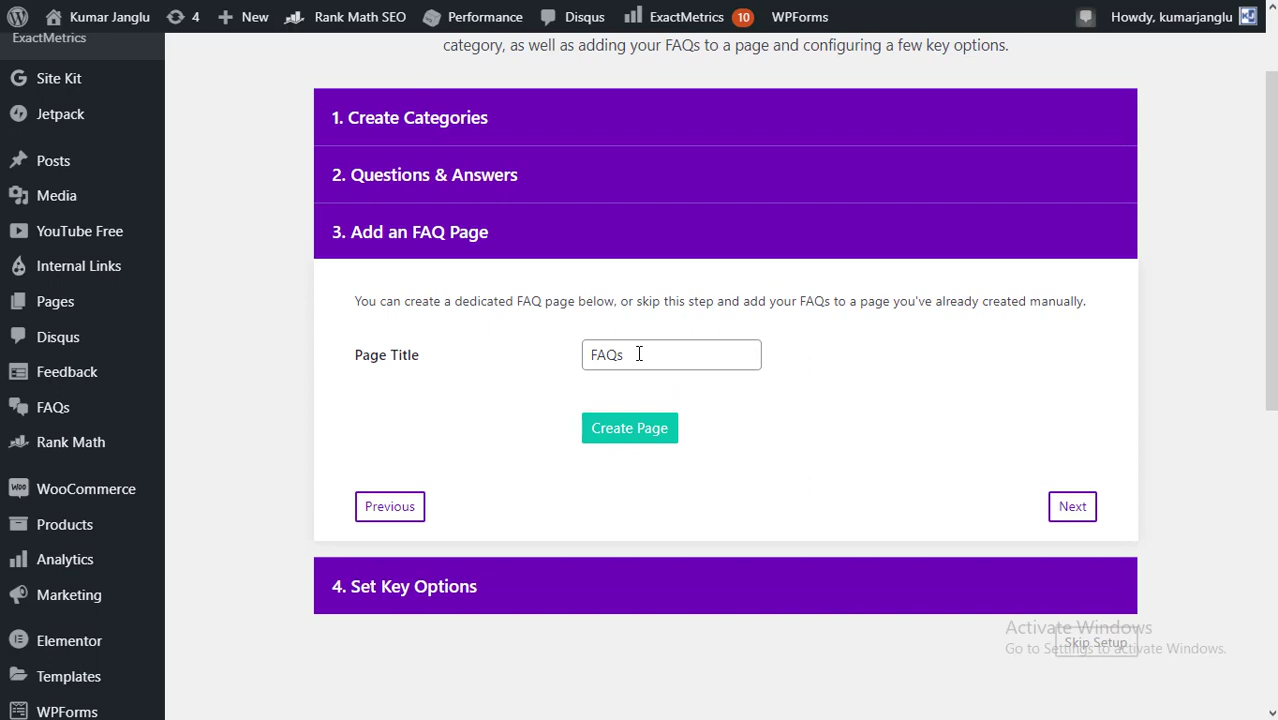 Kumar Janglu 4 New Rank Math SEO Performance Disqus ExactMetrics 10 WPForms Howdy, kumarjanglu
ExactMetrics
Site Kit
Jetpack
Posts
Media
YouTube Free
Internal Links
Pages
Disqus
Feedback
FAQs
Rank Math
WooCommerce
Products
Analytics
Marketing
Elementor
Templates
WPForms
category, as well as adding your FAQs to a page and configuring a few key options.
1. Create Categories
2. Questions & Answers
3. Add an FAQ Page
You can create a dedicated FAQ page below, or skip this step and add your FAQs to a page you've already created manually.
Page Title FAQs
Create Page
Previous Next
4. Set Key Options
Activate Windows
Skip Setup
Go to Settings to activate Windows.